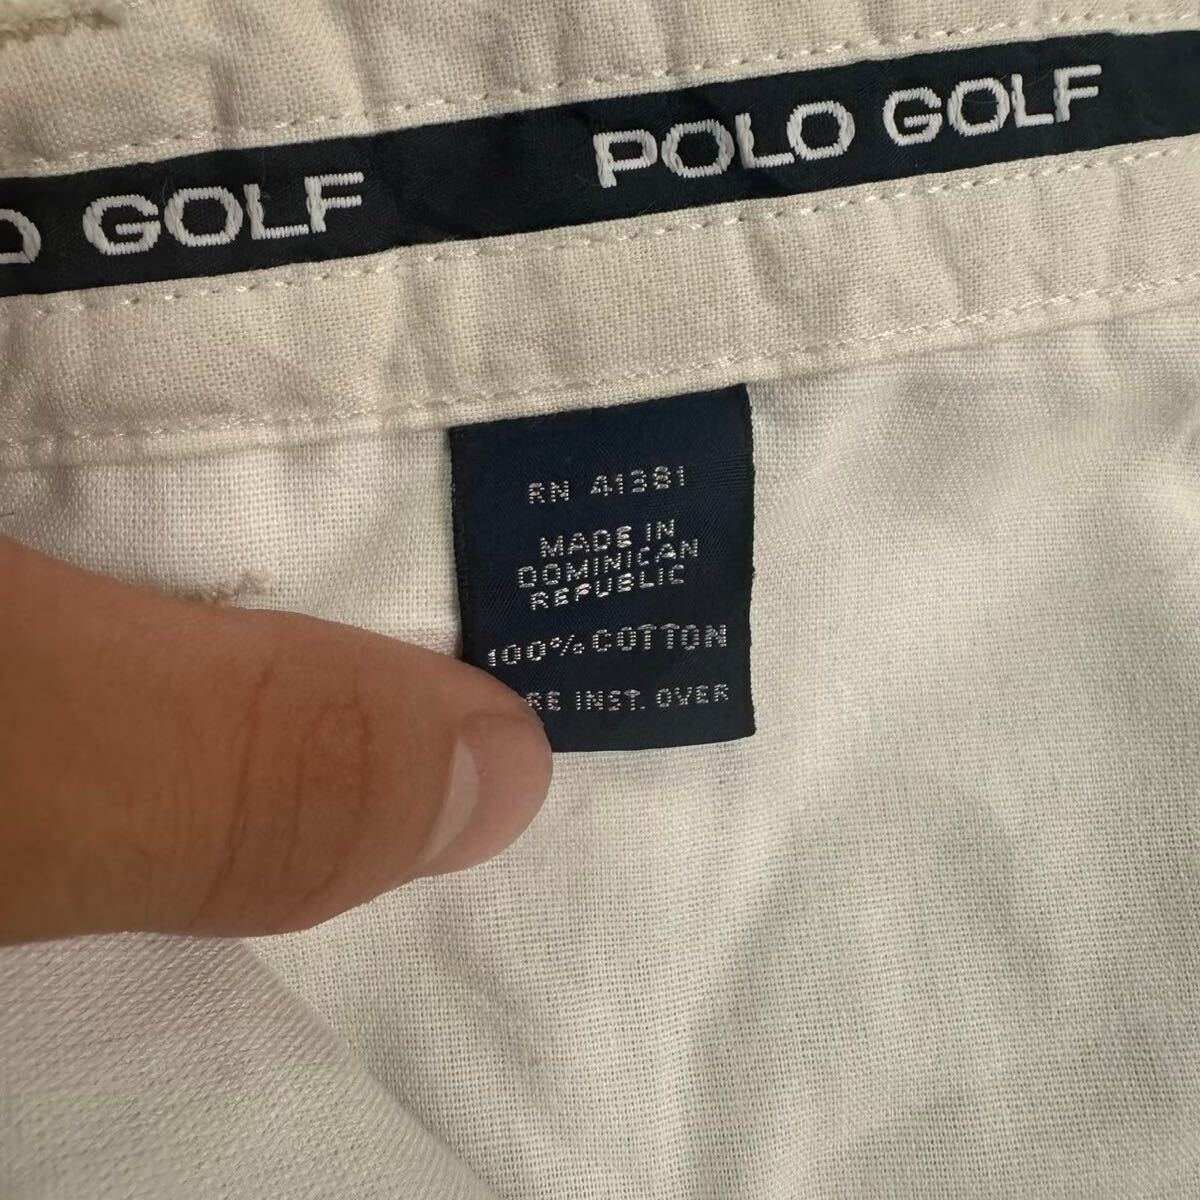 GOLF POLO GOLF
RN 41381
MADE IN
DOMINICAN
REPUBLIC
100% COTTON
INST. OVER